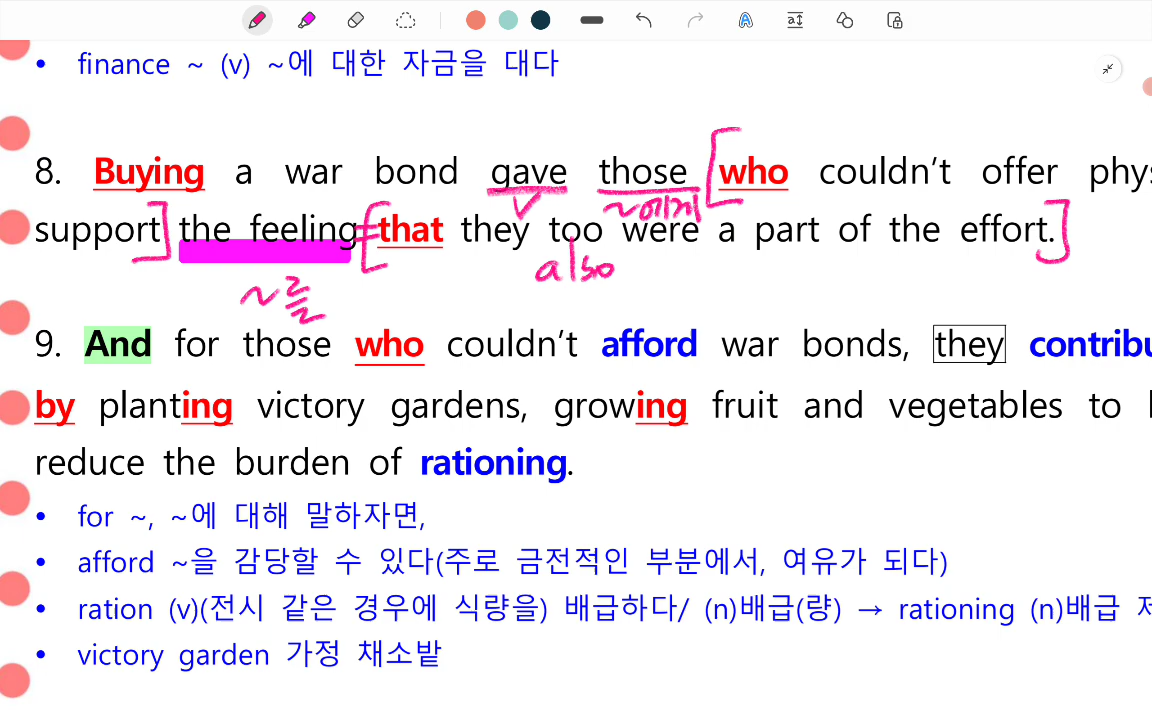 • finance ~ (v) ~에 대한 자금을 대다
8. Buying a war bond gave those [who couldn't offer
v ~에게
support] the feeling [that they too were a part of the effort.]
~를 also
9. And for those who couldn't afford war bonds, they
by planting victory gardens, growing fruit and vegetables to
reduce the burden of rationing.
• for ~, ~에 대해 말하자면,
• afford ~을 감당할 수 있다(주로 금전적인 부분에서, 여유가 되다)
• ration (v)(전시 같은 경우에 식량을) 배급하다/ (n)배급(량) → rationing (n)배급
• victory garden 가정 채소밭